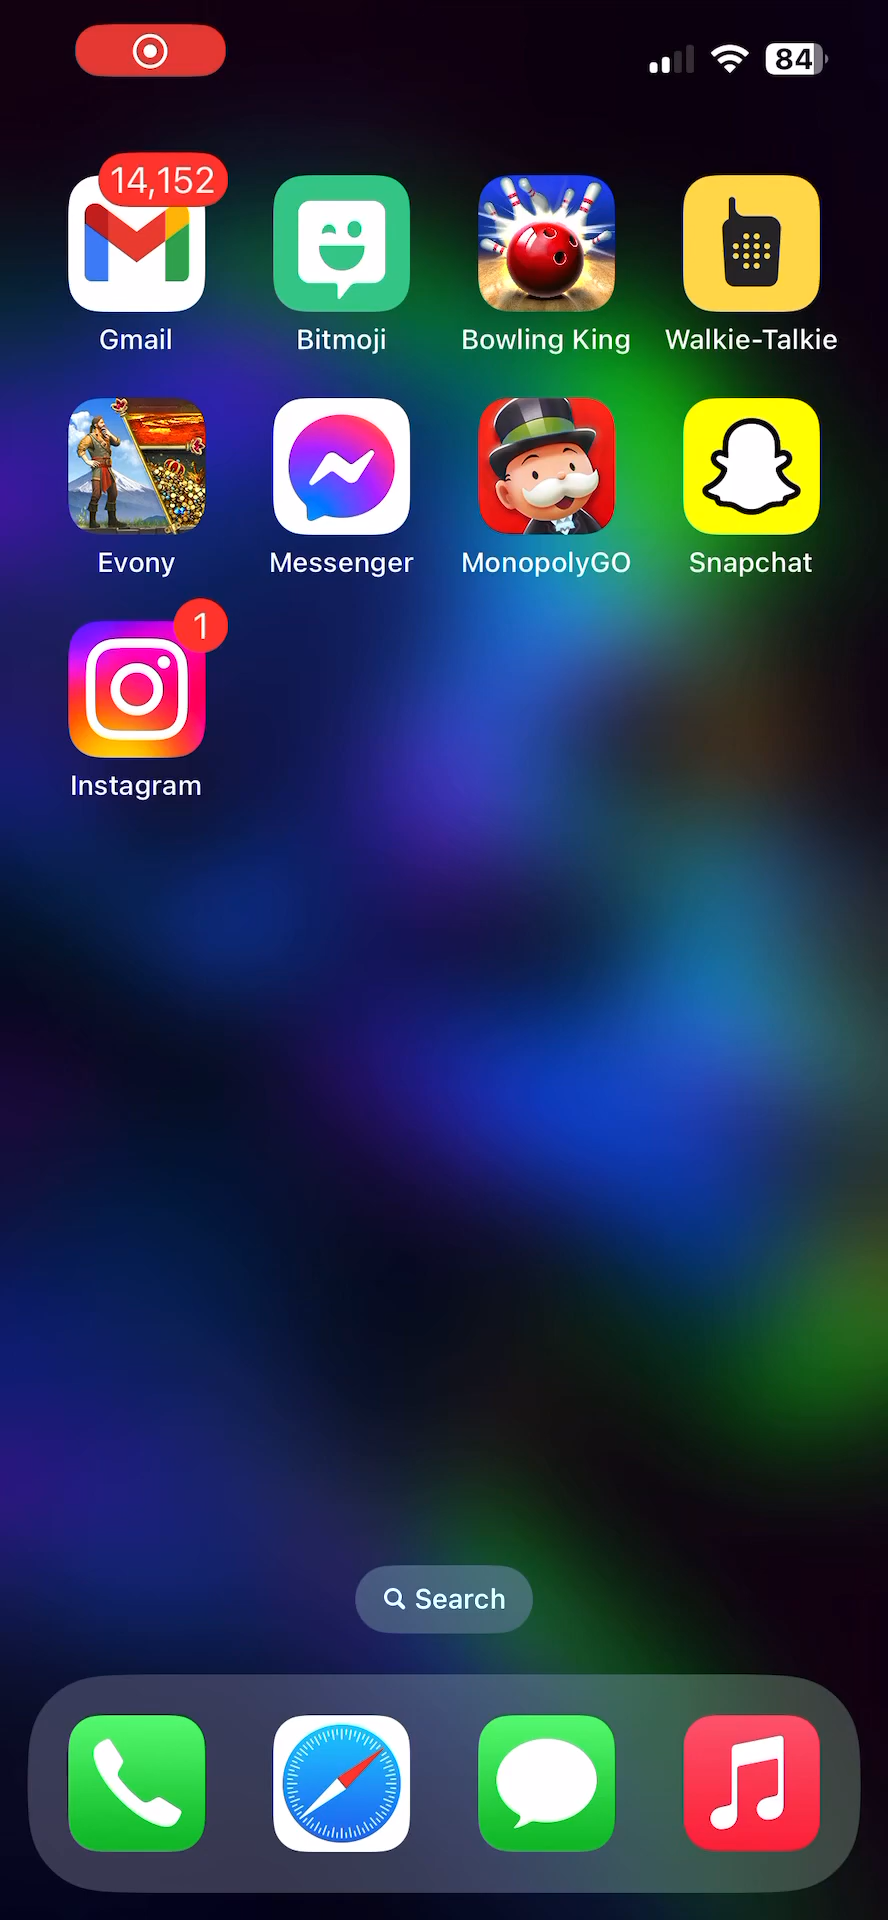 84
14,152
Gmail Bitmoji Bowling King Walkie-Talkie
Evony Messenger MonopolyGO Snapchat
1
Instagram
Search